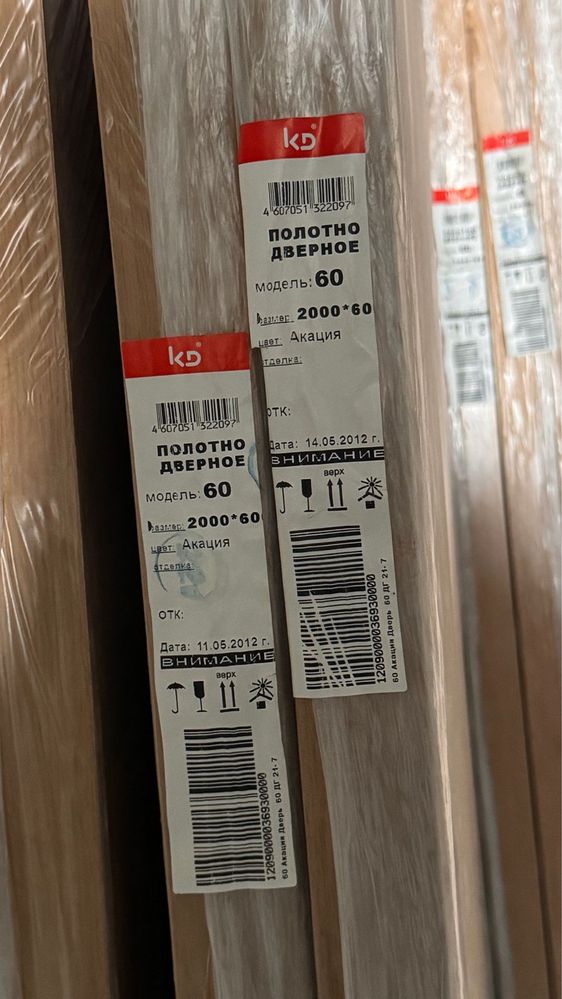 KD
4 607051 322097
ПОЛОТНО
ДВЕРНОЕ
модель: 60
размер: 2000*60
цвет: Акация
отделка:
ОТК:
Дата: 11.05.2012 г.
ВНИМАНИЕ
верх
1209000036930000
60 Акация Дверь 60 ДГ 21-7
KD
4 607051 322097
ПОЛОТНО
ДВЕРНОЕ
модель: 60
размер: 2000*60
цвет: Акация
отделка:
ОТК:
Дата: 14.05.2012 г.
ВНИМАНИЕ
верх
1209000036930000
60 Акация Дверь 60 ДГ 21-7